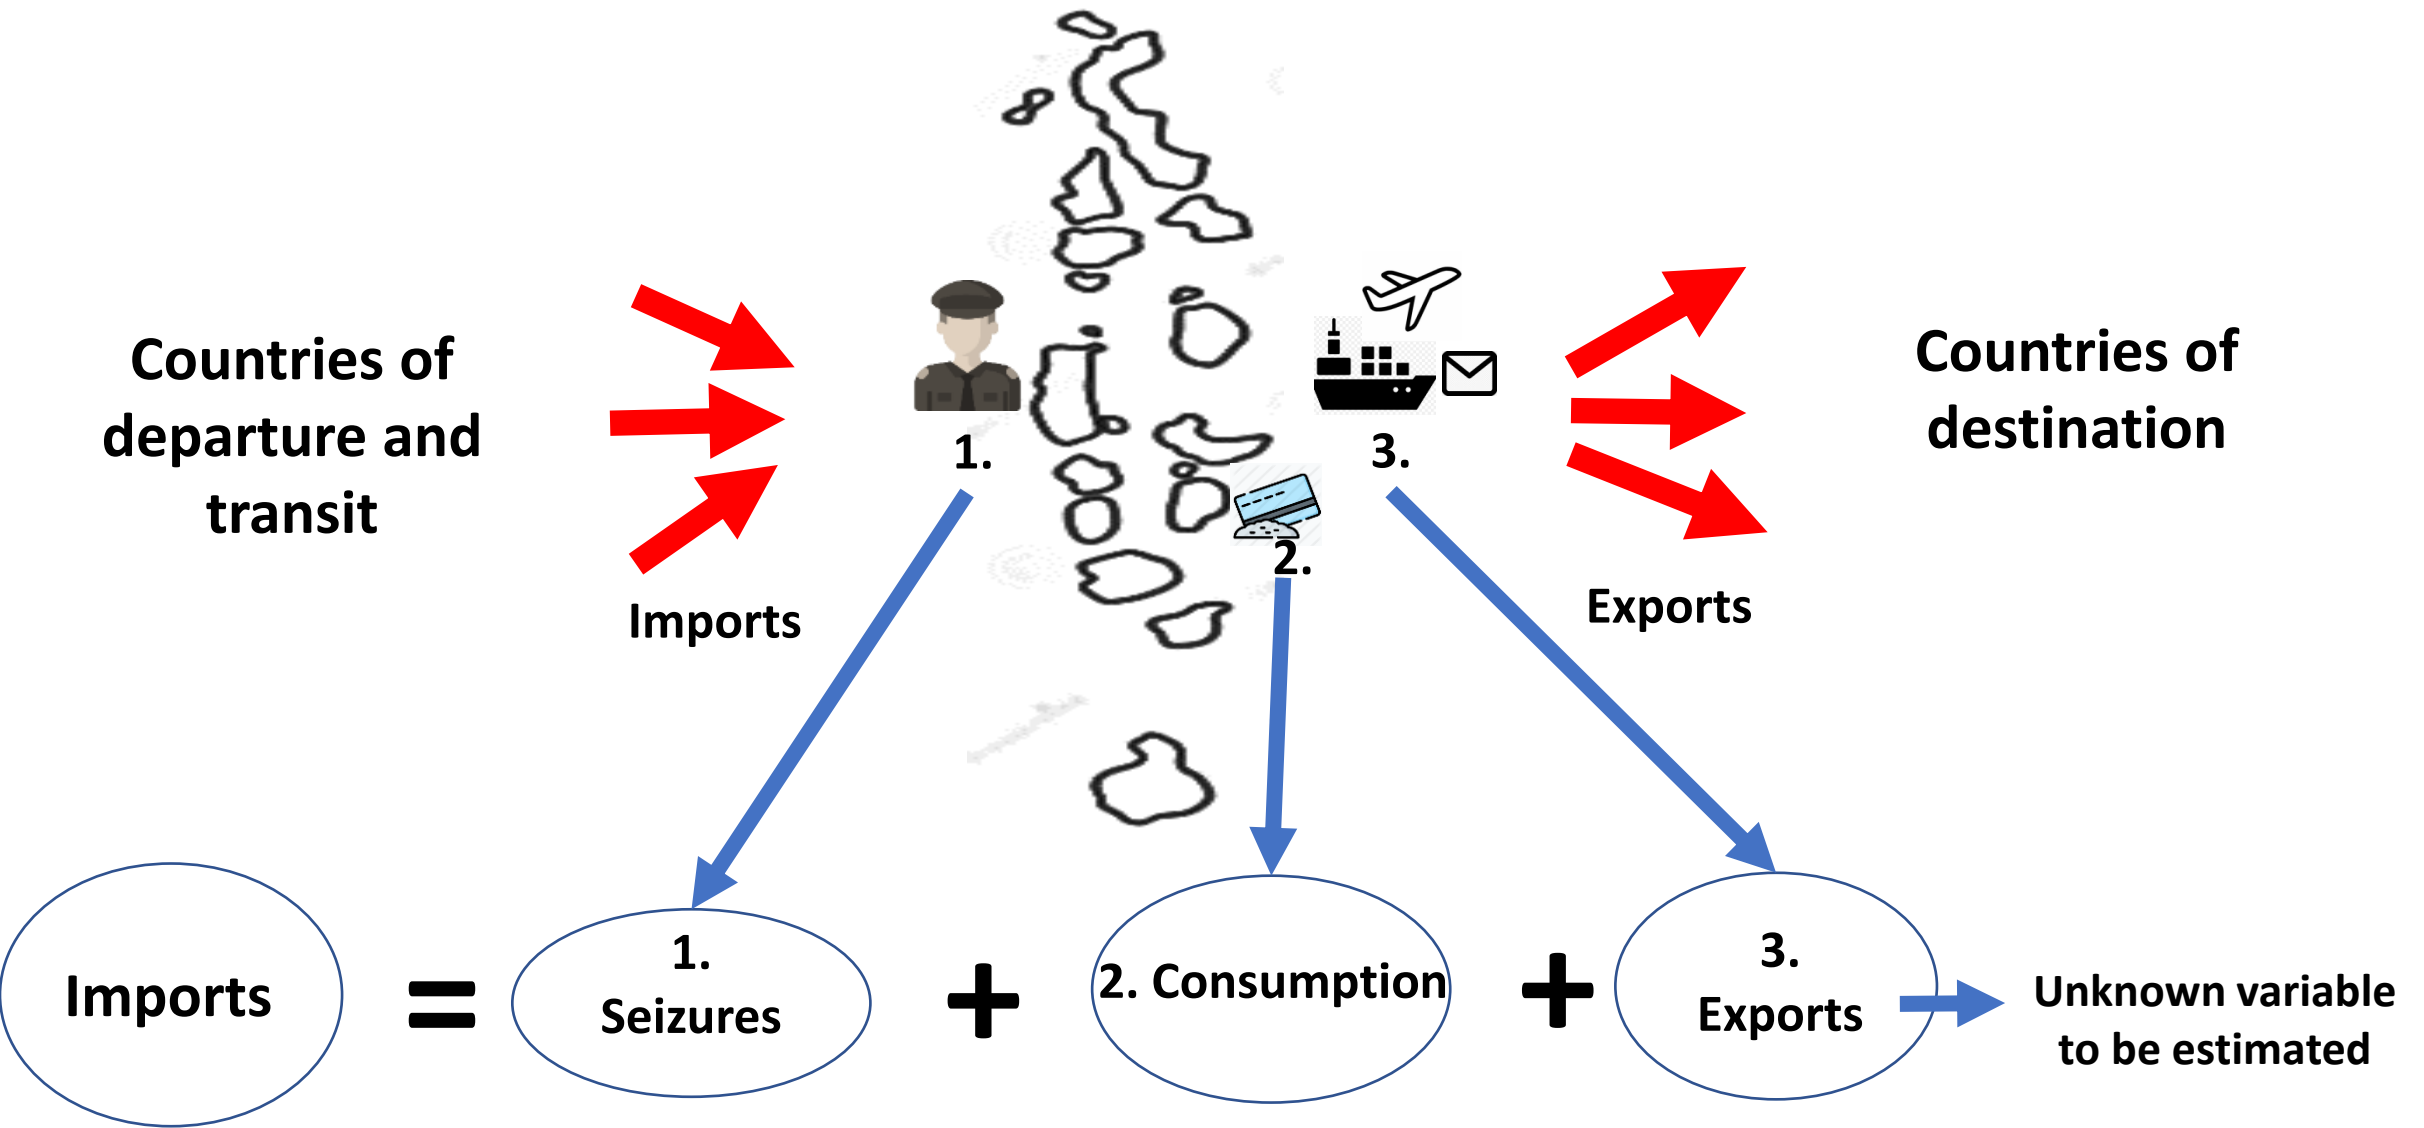 Countries of
departure and
transit
Imports
1.
2.
3.
Exports
Countries of
destination
Imports
=
1.
Seizures
+
2. Consumption
+
3.
Exports
Unknown variable
to be estimated